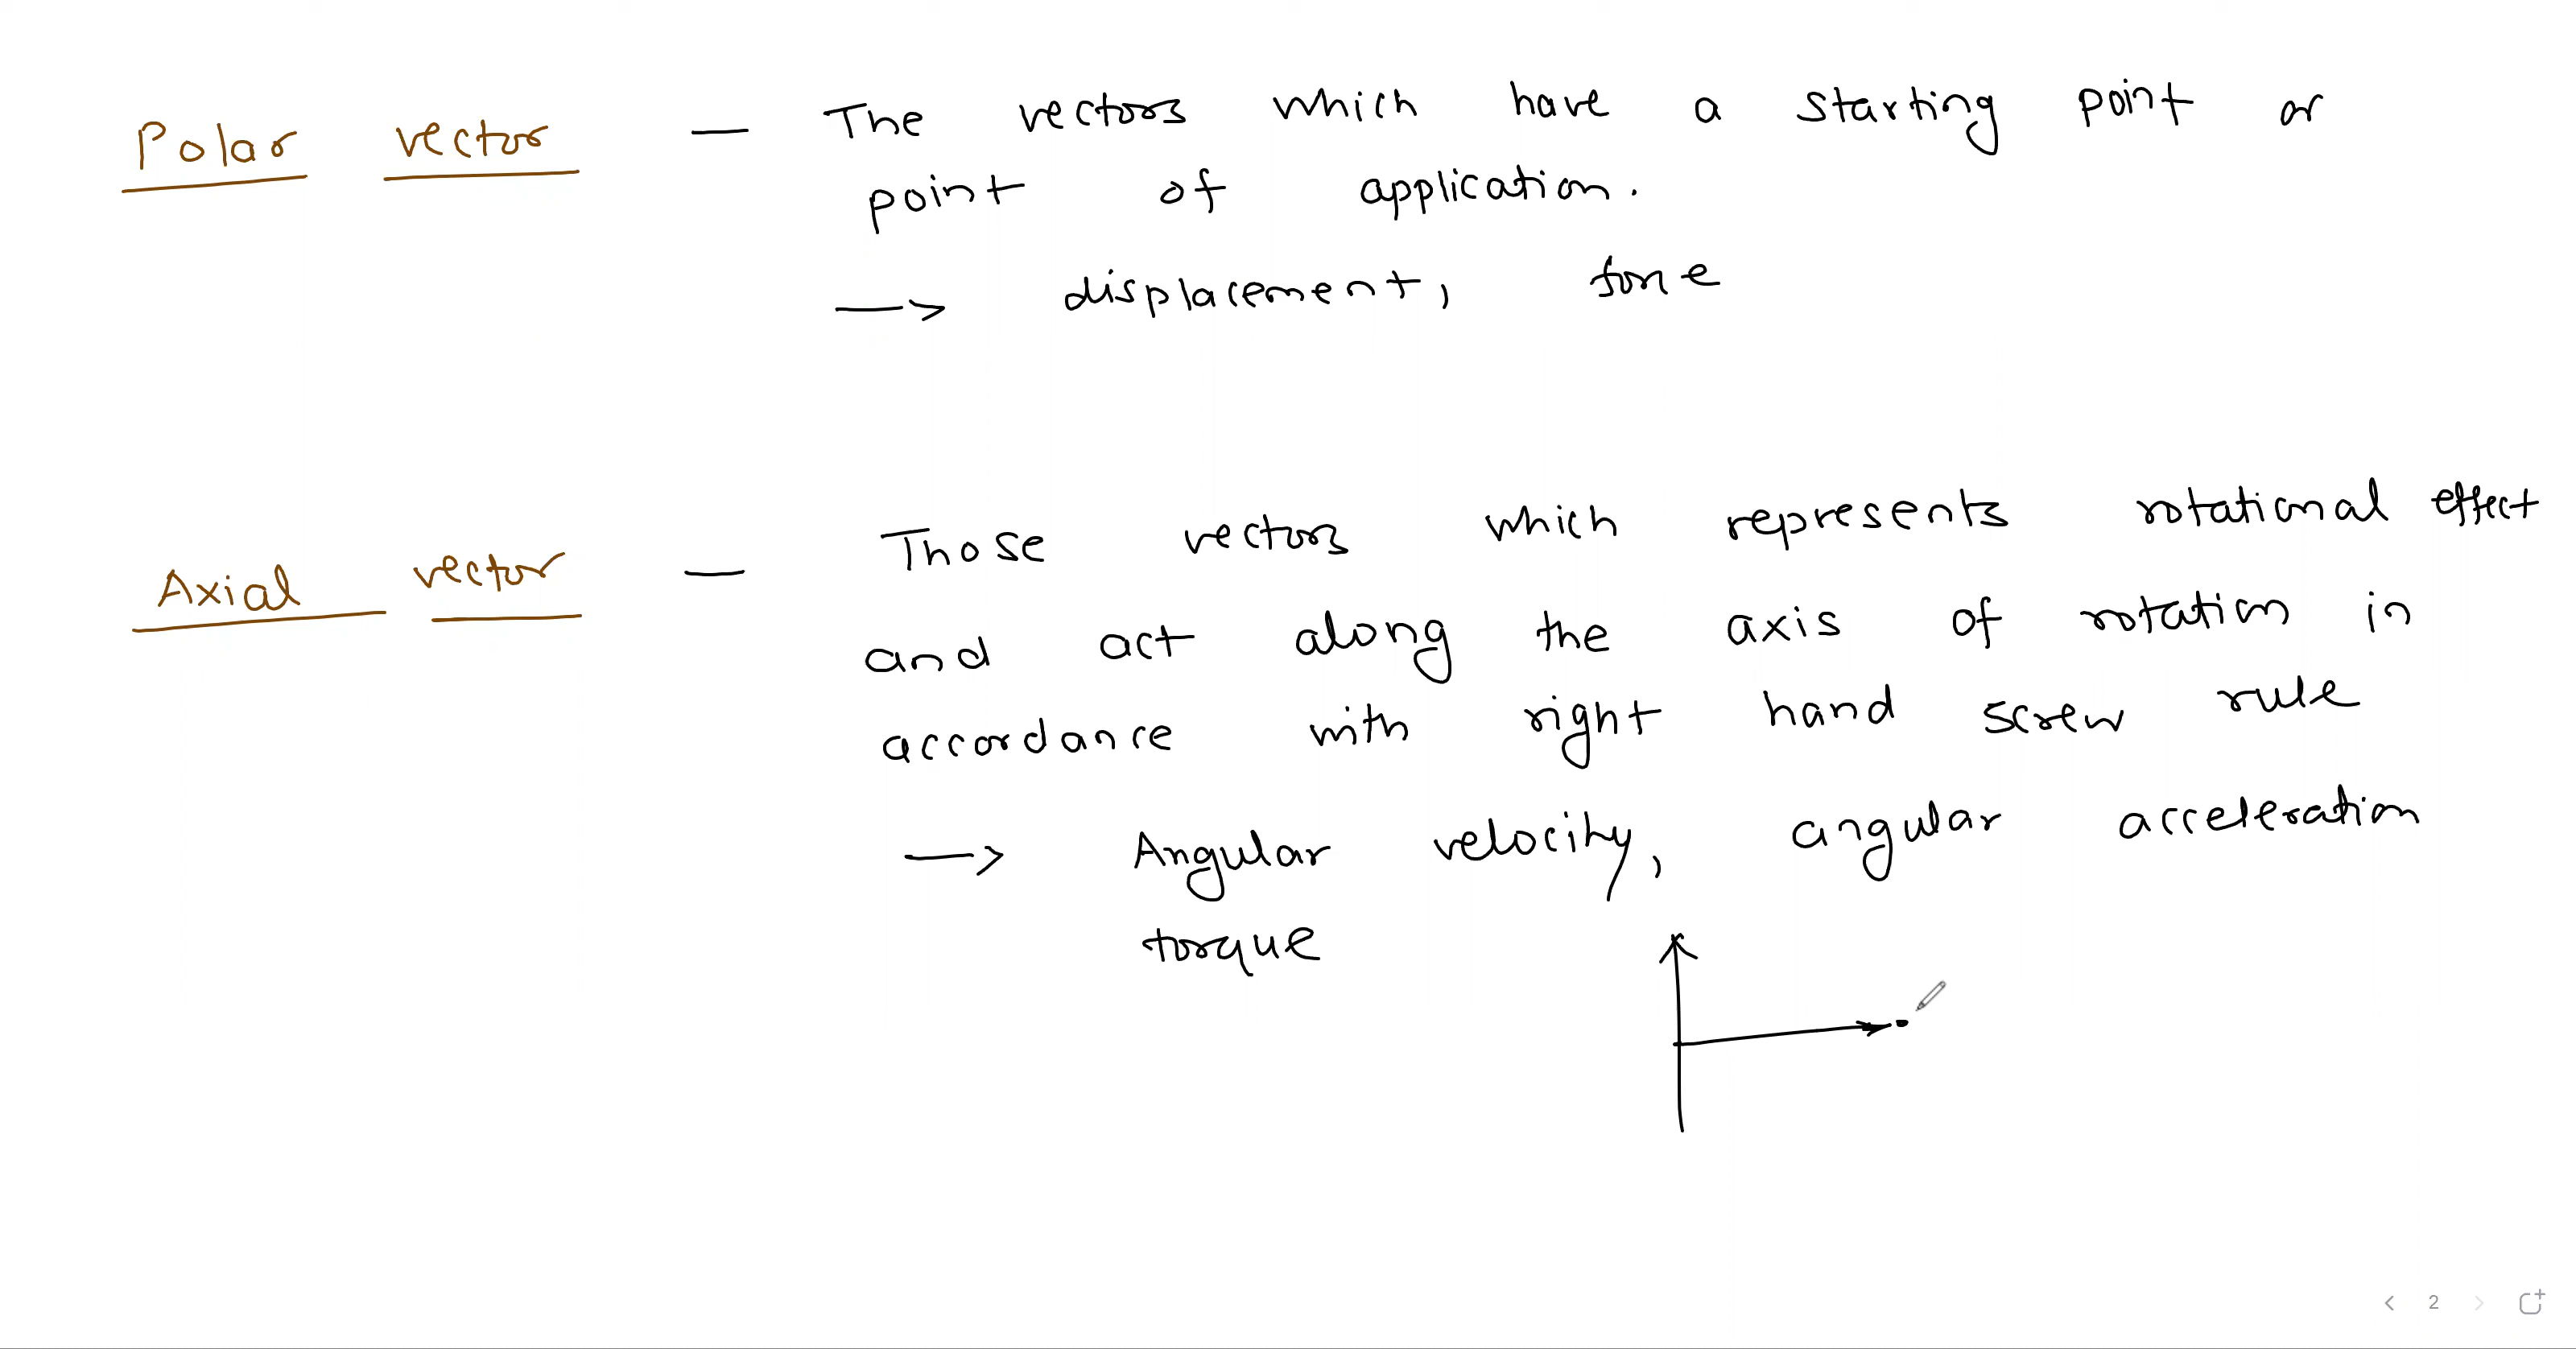 Polar vector — The vectors which have a starting point or
point of application.
→ displacement, force
Axial vector — Those vectors which represents rotational effect
and act along the axis of rotation in
accordance with right hand screw rule
→ Angular velocity, angular acceleration
torque
2